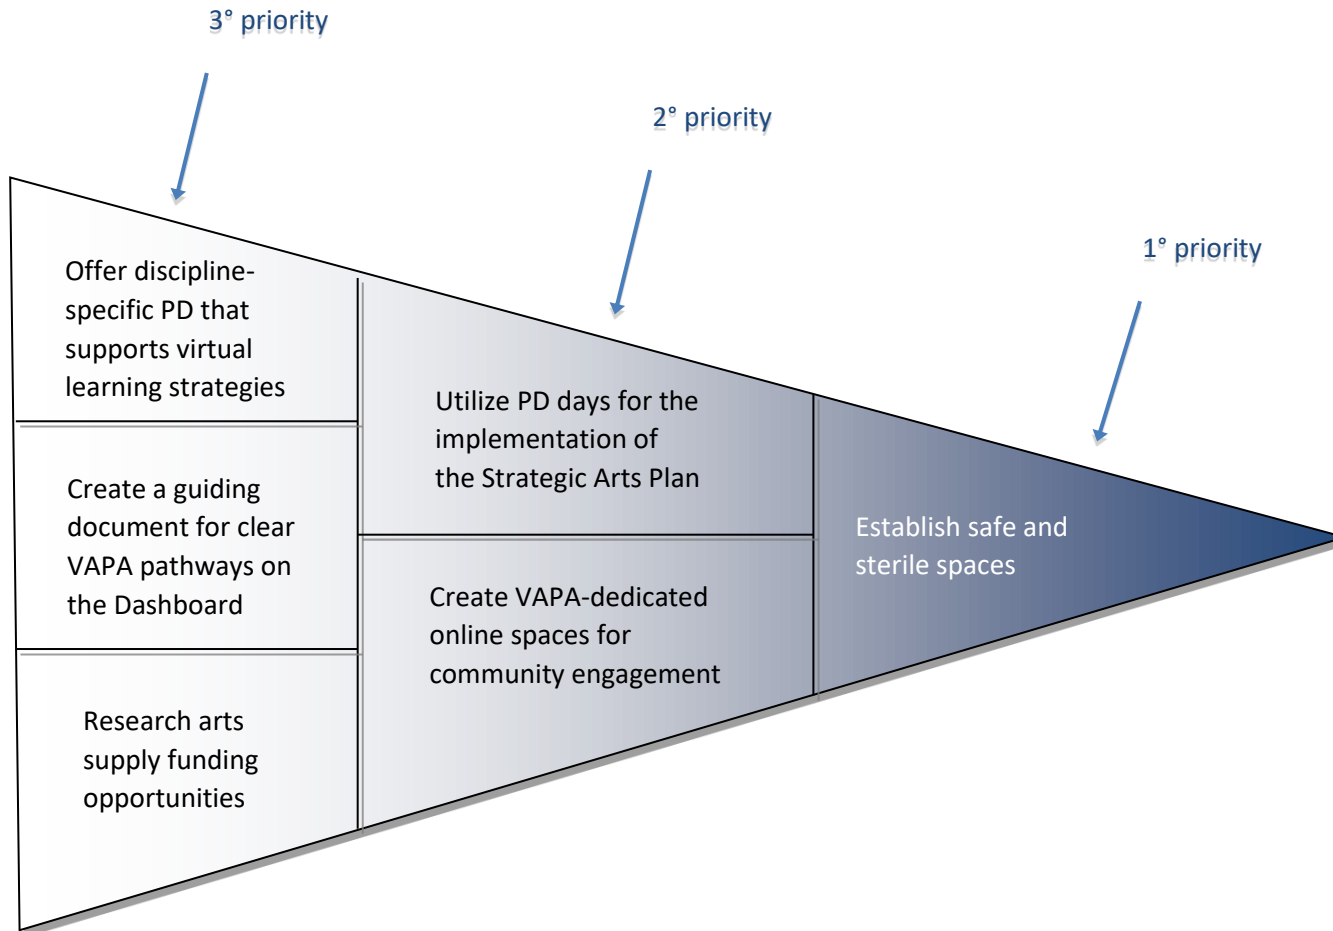 3° priority
2° priority
1° priority
Offer discipline-
specific PD that
supports virtual
learning strategies
Create a guiding
document for clear
VAPA pathways on
the Dashboard
Research arts
supply funding
opportunities
Utilize PD days for the
implementation of
the Strategic Arts Plan
Create VAPA-dedicated
online spaces for
community engagement
Establish safe and
sterile spaces